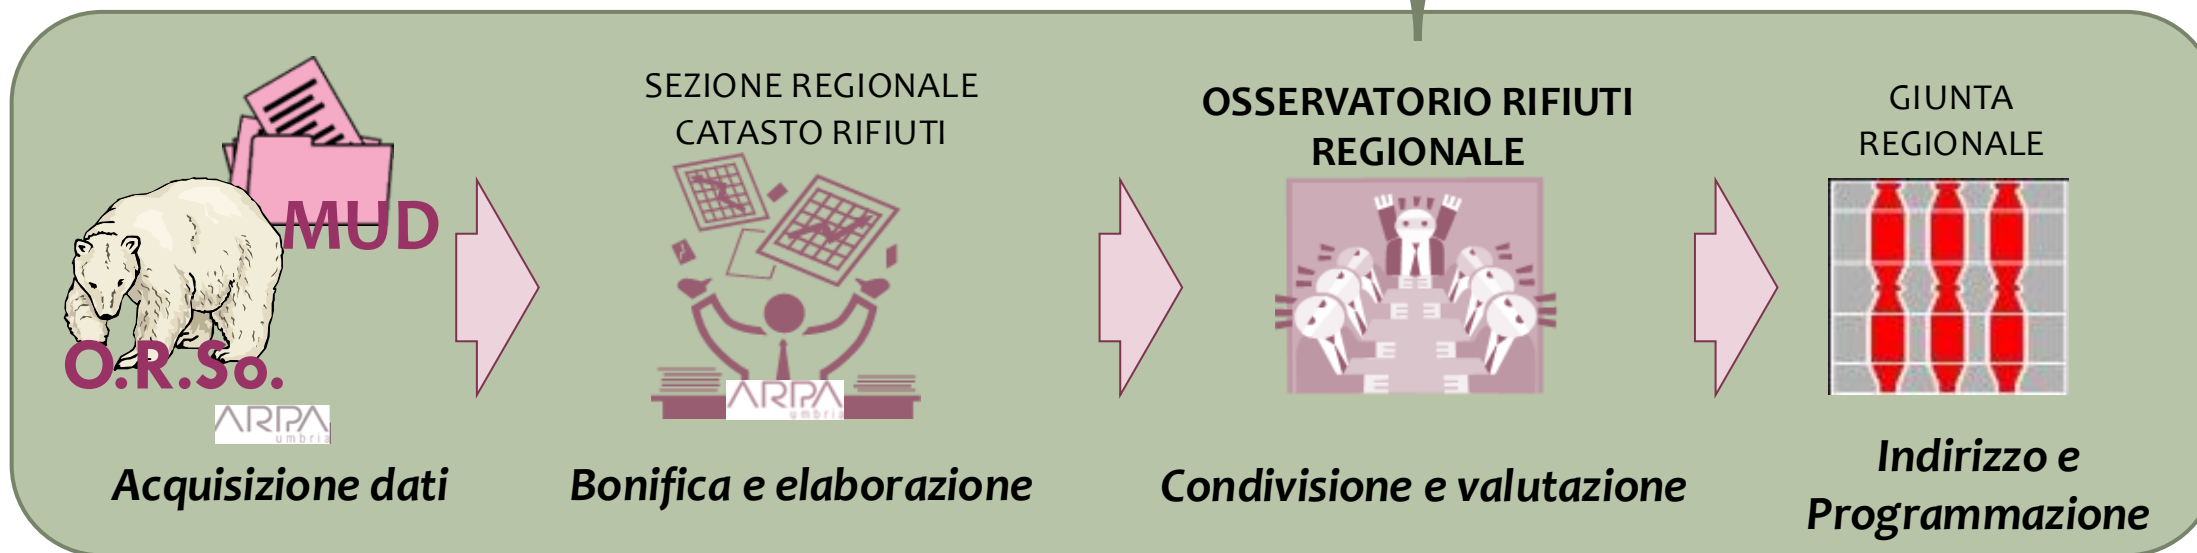 MUD
O.R.So.
ARPA
umbria
Acquisizione dati
SEZIONE REGIONALE
CATASTO RIFIUTI
ARPA
umbria
Bonifica e elaborazione
OSSERVATORIO RIFIUTI
REGIONALE
Condivisione e valutazione
GIUNTA
REGIONALE
Indirizzo e
Programmazione